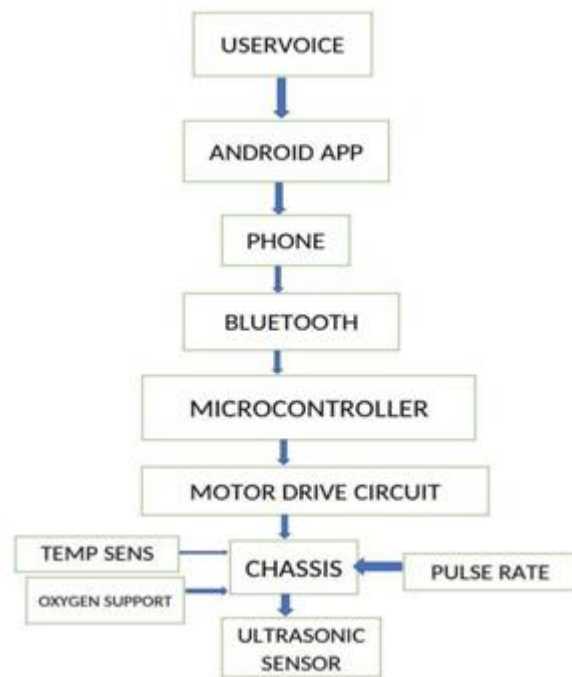 USERVOICE
ANDROID APP
PHONE
BLUETOOTH
MICROCONTROLLER
MOTOR DRIVE CIRCUIT
TEMP SENS
CHASSIS
PULSE RATE
OXYGEN SUPPORT
ULTRASONIC
SENSOR